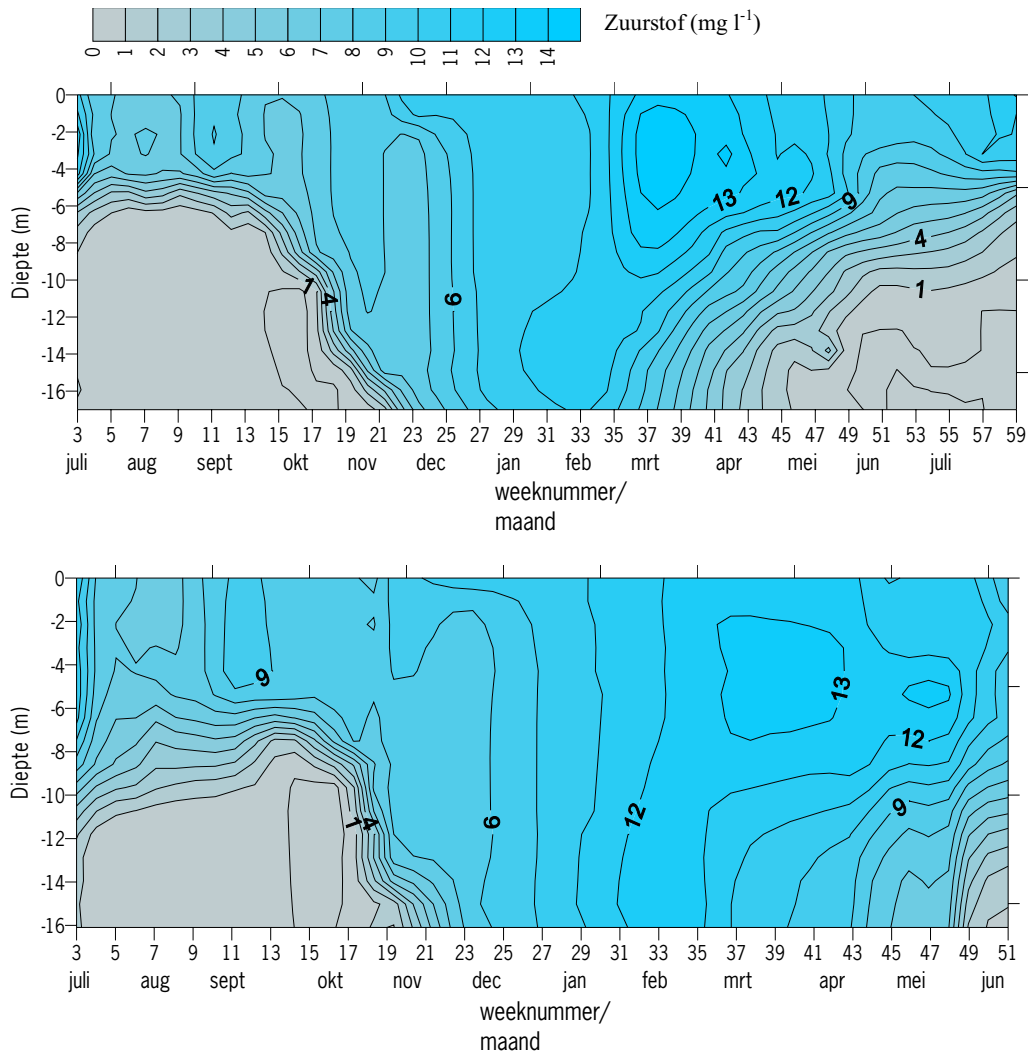 Zuurstof (mg l-1)
0 1 2 3 4 5 6 7 8 9 10 11 12 13 14
Diepte (m)
0
-2
-4
-6
-8
-10
-12
-14
-16
13 12 9 4 1
1 4 9
3 5 7 9 11 13 15 17 19 21 23 25 27 29 31 33 35 37 39 41 43 45 47 49 51 53 55 57 59
juli aug sept okt nov dec jan feb mrt apr mei jun juli
weeknummer/
maand
Diepte (m)
0
-2
-4
-6
-8
-10
-12
-14
-16
9 13 12 9
1 4 9 12
3 5 7 9 11 13 15 17 19 21 23 25 27 29 31 33 35 37 39 41 43 45 47 49 51
juli aug sept okt nov dec jan feb mrt apr mei jun
weeknummer/
maand